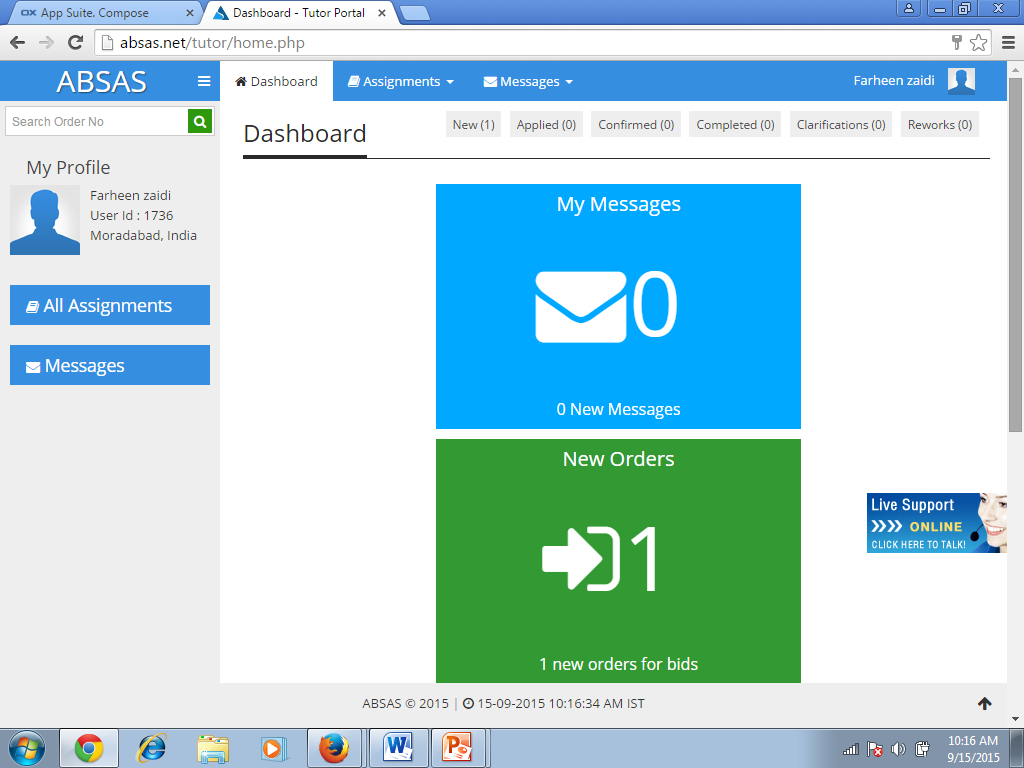 App Suite. Compose
Dashboard - Tutor Portal
absas.net/tutor/home.php
ABSAS
Dashboard
Assignments
Messages
Farheen zaidi
Search Order No
Dashboard
New (1)
Applied (0)
Confirmed (0)
Completed (0)
Clarifications (0)
Reworks (0)
My Profile
Farheen zaidi
User Id : 1736
Moradabad, India
All Assignments
Messages
My Messages
0
0 New Messages
New Orders
1
1 new orders for bids
Live Support
ONLINE
CLICK HERE TO TALK!
ABSAS © 2015 | 15-09-2015 10:16:34 AM IST
10:16 AM
9/15/2015